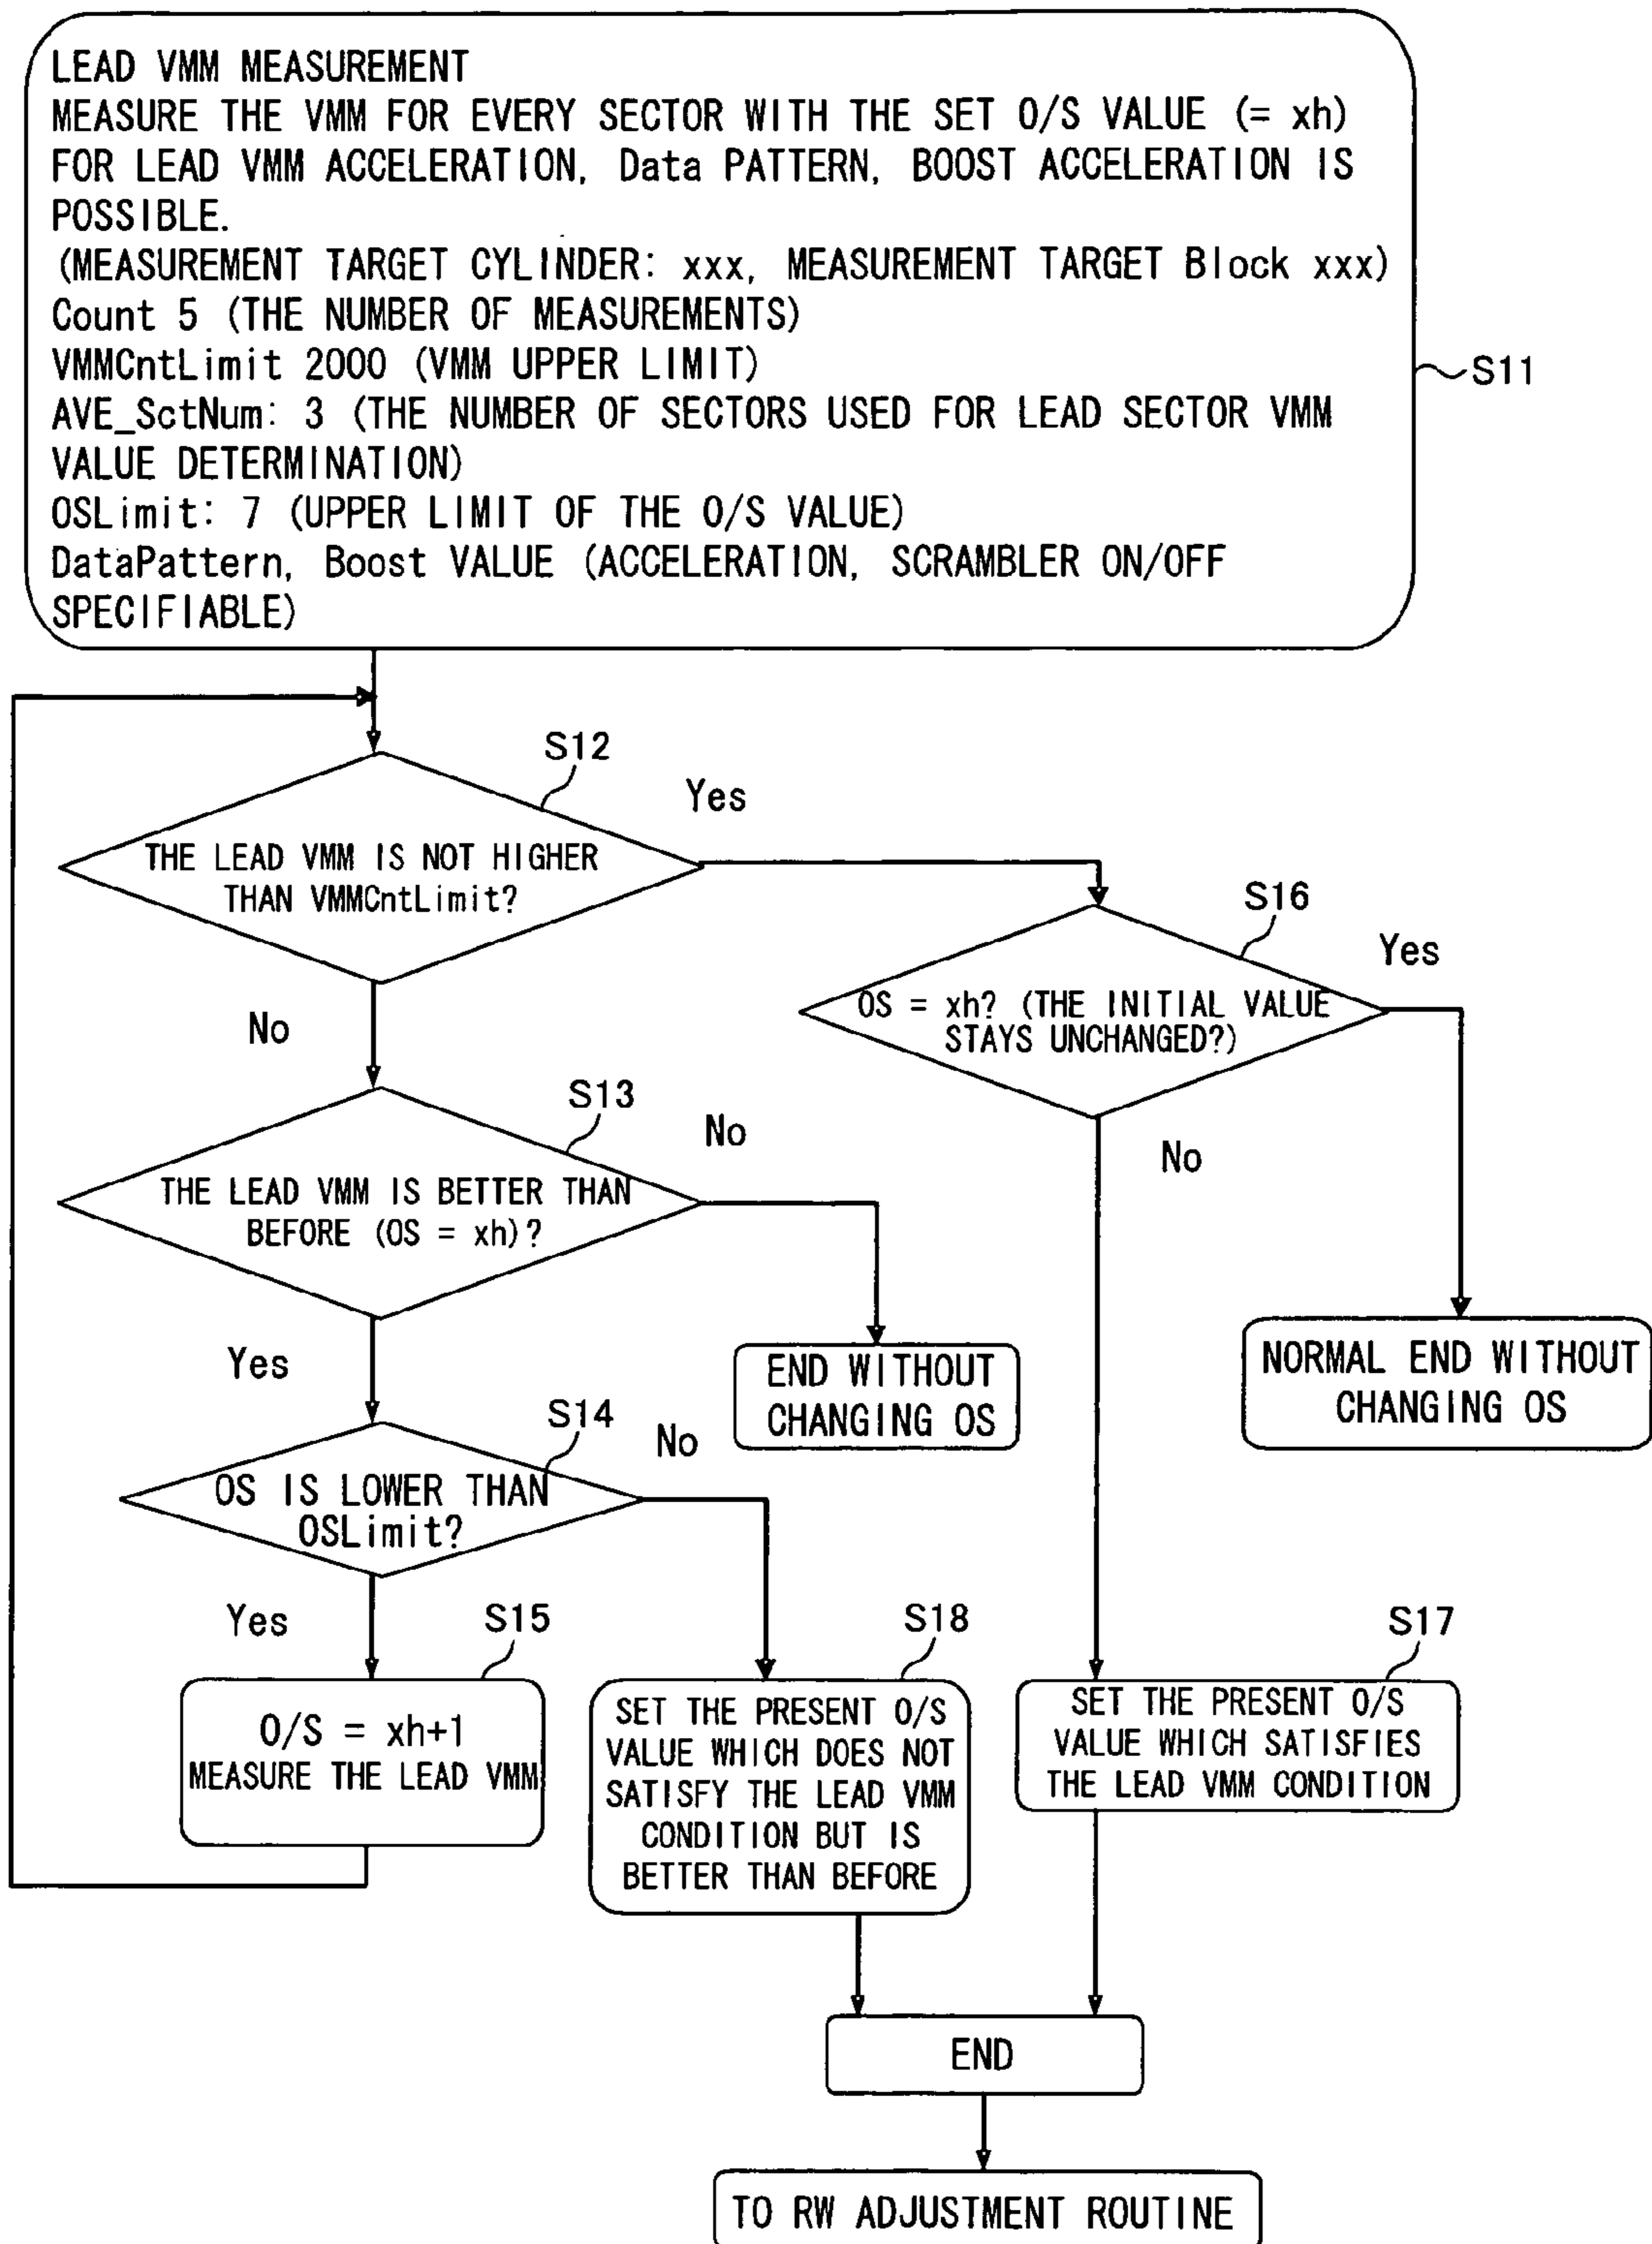 LEAD VMM MEASUREMENT
MEASURE THE VMM FOR EVERY SECTOR WITH THE SET O/S VALUE (= xh)
FOR LEAD VMM ACCELERATION, Data PATTERN, BOOST ACCELERATION IS
POSSIBLE.
(MEASUREMENT TARGET CYLINDER: xxx, MEASUREMENT TARGET Block xxx)
Count 5 (THE NUMBER OF MEASUREMENTS)
VMMCntLimit 2000 (VMM UPPER LIMIT)
AVE_SctNum: 3 (THE NUMBER OF SECTORS USED FOR LEAD SECTOR VMM
VALUE DETERMINATION)
OSLimit: 7 (UPPER LIMIT OF THE O/S VALUE)
DataPattern, Boost VALUE (ACCELERATION, SCRAMBLER ON/OFF
SPECIFIABLE)
S11
S12
Yes
THE LEAD VMM IS NOT HIGHER
THAN VMMCntLimit?
No
S16
Yes
OS = xh? (THE INITIAL VALUE
STAYS UNCHANGED?)
No
S13
No
THE LEAD VMM IS BETTER THAN
BEFORE (OS = xh)?
Yes
END WITHOUT
CHANGING OS
NORMAL END WITHOUT
CHANGING OS
S14
No
OS IS LOWER THAN
OSLimit?
Yes
S15
O/S = xh+1
MEASURE THE LEAD VMM
S18
SET THE PRESENT O/S
VALUE WHICH DOES NOT
SATISFY THE LEAD VMM
CONDITION BUT IS
BETTER THAN BEFORE
S17
SET THE PRESENT O/S
VALUE WHICH SATISFIES
THE LEAD VMM CONDITION
END
TO RW ADJUSTMENT ROUTINE